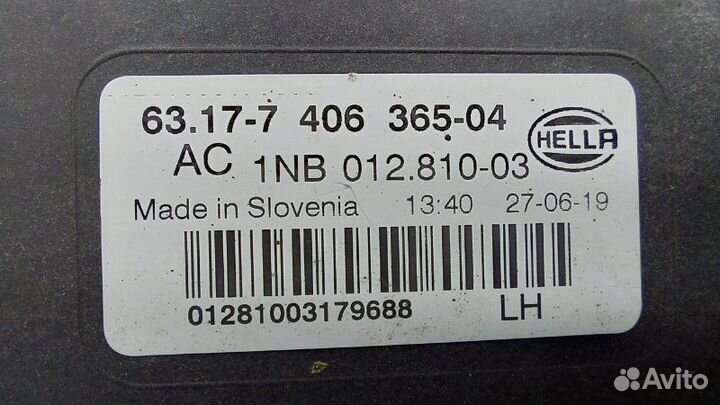 63.17-7 406 365-04
HELLA
AC 1NB 012.810-03
Made in Slovenia 13:40 27-06-19
01281003179688 LH
Avito